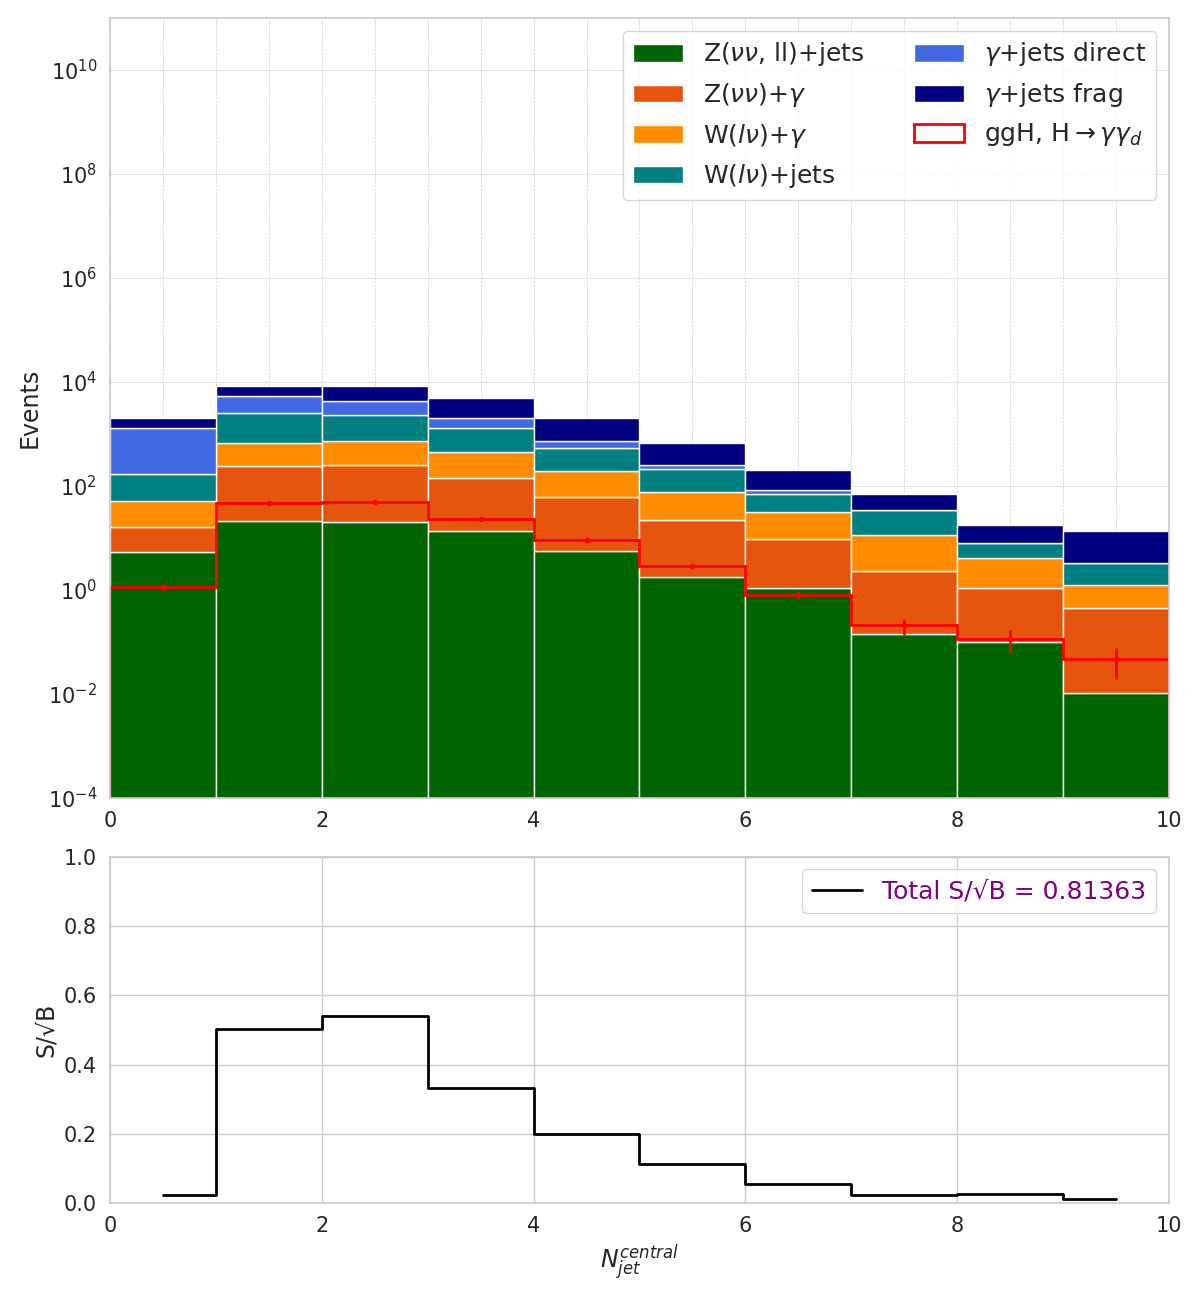 Z(νν, ll)+jets
Z(νν)+γ
W(lν)+γ
W(lν)+jets
γ+jets direct
γ+jets frag
ggH, H→γγ_d
Events
10^10
10^8
10^6
10^4
10^2
10^0
10^−2
10^−4
0 2 4 6 8 10
Total S/√B = 0.81363
S/√B
1.0
0.8
0.6
0.4
0.2
0.0
0 2 4 6 8 10
N_jet^central